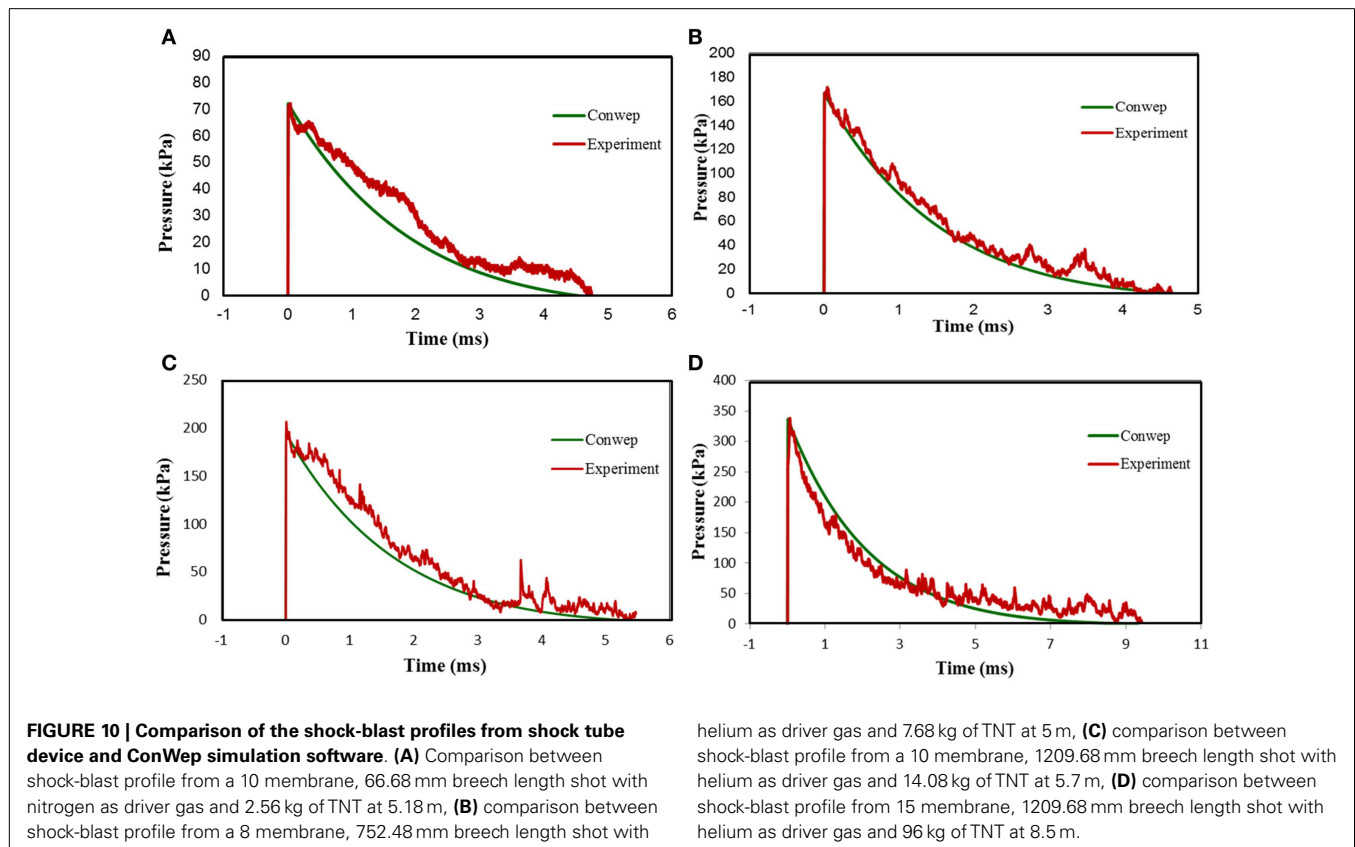 A
90
80
70
60
50
40
30
20
10
0
-1 0 1 2 3 4 5 6
Pressure (kPa)
Time (ms)
Conwep
Experiment
B
200
180
160
140
120
100
80
60
40
20
0
-1 0 1 2 3 4 5
Pressure (kPa)
Time (ms)
Conwep
Experiment
C
250
200
150
100
50
0
-1 0 1 2 3 4 5 6
Pressure (kPa)
Time (ms)
Conwep
Experiment
D
400
350
300
250
200
150
100
50
0
-1 1 3 5 7 9 11
Pressure (kPa)
Time (ms)
Conwep
Experiment
FIGURE 10 | Comparison of the shock-blast profiles from shock tube
device and ConWep simulation software. (A) Comparison between
shock-blast profile from a 10 membrane, 66.68 mm breech length shot with
nitrogen as driver gas and 2.56 kg of TNT at 5.18 m, (B) comparison between
shock-blast profile from a 8 membrane, 752.48 mm breech length shot with
helium as driver gas and 7.68 kg of TNT at 5 m, (C) comparison between
shock-blast profile from a 10 membrane, 1209.68 mm breech length shot with
helium as driver gas and 14.08 kg of TNT at 5.7 m, (D) comparison between
shock-blast profile from 15 membrane, 1209.68 mm breech length shot with
helium as driver gas and 96 kg of TNT at 8.5 m.